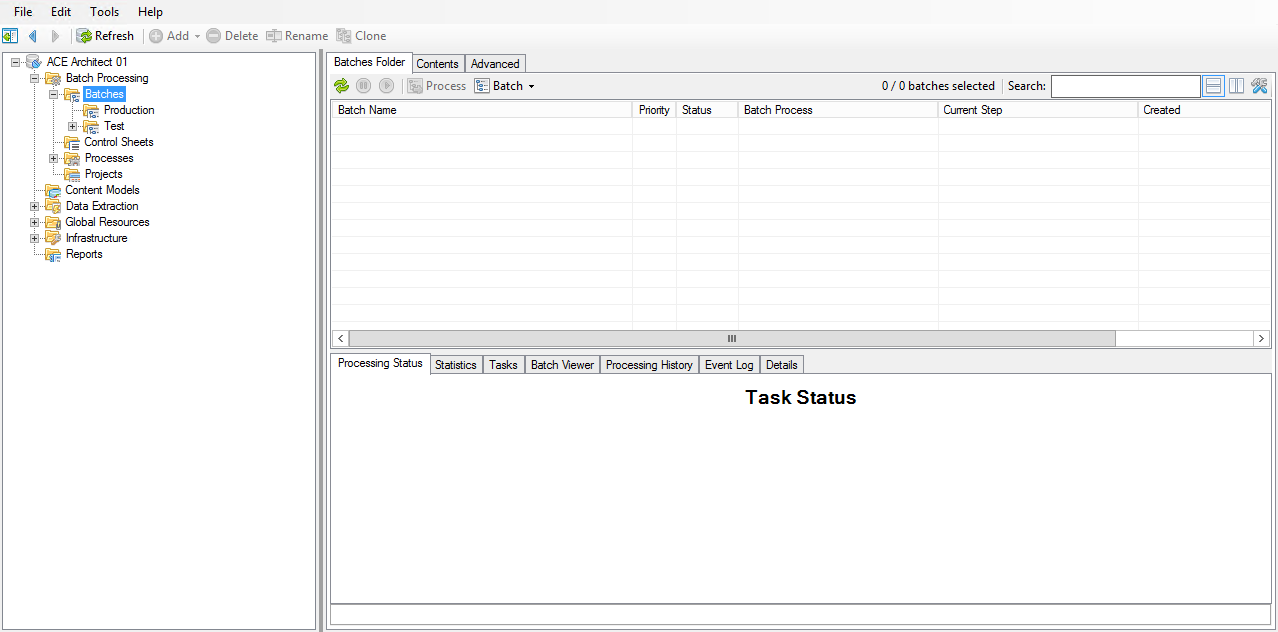 File Edit Tools Help
Refresh Add Delete Rename Clone
ACE Architect 01
Batch Processing
Batches
Production
Test
Control Sheets
Processes
Projects
Content Models
Data Extraction
Global Resources
Infrastructure
Reports
Batches Folder Contents Advanced
Process Batch 0 / 0 batches selected Search:
Batch Name Priority Status Batch Process Current Step Created
Processing Status Statistics Tasks Batch Viewer Processing History Event Log Details
Task Status